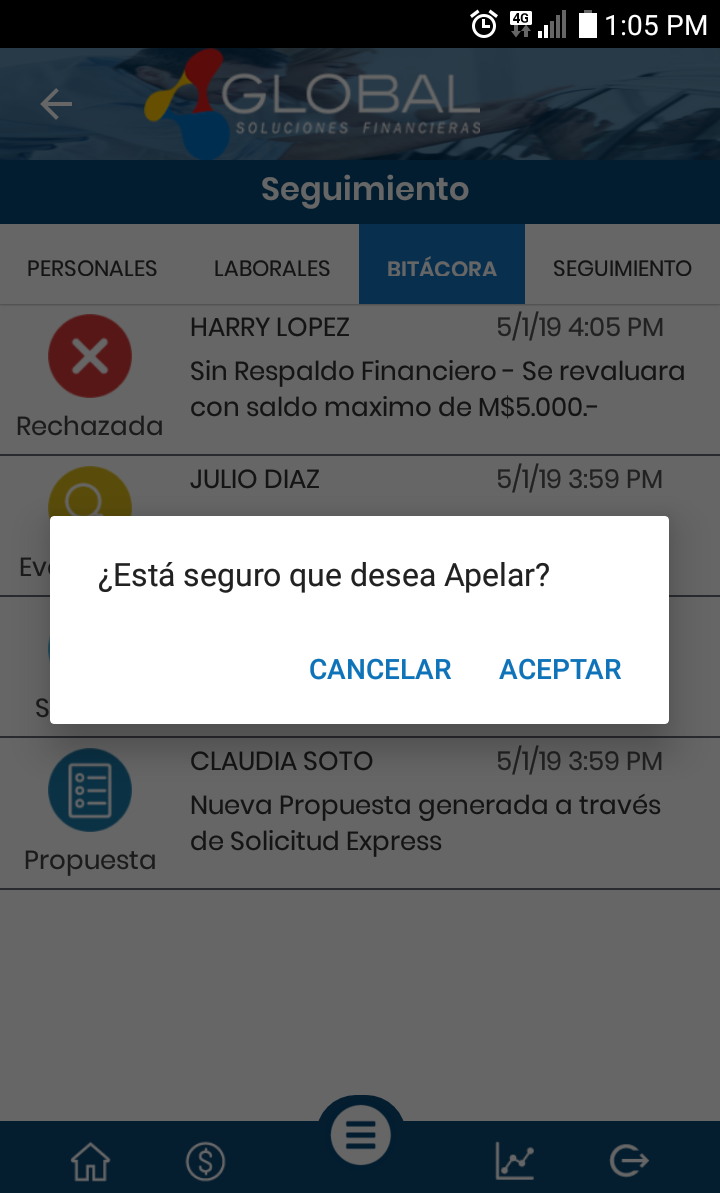 4G 1:05 PM
GLOBAL
SOLUCIONES FINANCIERAS
Seguimiento
PERSONALES LABORALES BITÁCORA SEGUIMIENTO
HARRY LOPEZ 5/1/19 4:05 PM
Sin Respaldo Financiero - Se revaluara
con saldo maximo de M$5.000.-
Rechazada
JULIO DIAZ 5/1/19 3:59 PM
¿Está seguro que desea Apelar?
CANCELAR ACEPTAR
CLAUDIA SOTO 5/1/19 3:59 PM
Nueva Propuesta generada a través
de Solicitud Express
Propuesta